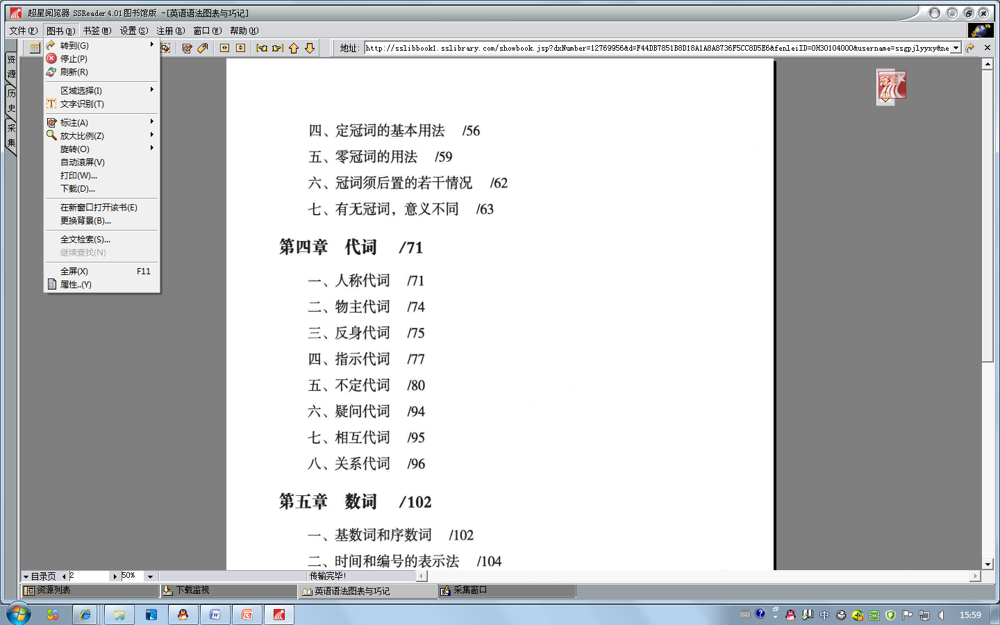 超星阅览器 SSReader 4.01 图书馆版 -[英语语法图表与巧记]
文件(F) 图书(B) 书签(M) 设置(S) 注册(R) 窗口(W) 帮助(H)
地址: http://sslibbook1.sslibrary.com/showbook.jsp?dxNumber=12769956&d=F44DB7851B8D18A1A8A8736F5CC8D5E6&fenleiID=0H30104000&username=ssgpjlyyxy&ne
资源
历史
采集
转到(G)
停止(P)
刷新(R)
区域选择(I)
文字识别(T)
标注(A)
放大比例(Z)
旋转(O)
自动滚屏(V)
打印(W)...
下载(D)...
在新窗口打开该书(E)
更换背景(B)...
全文检索(S)...
继续查找(N)
全屏(X) F11
属性..(Y)
采集
四、定冠词的基本用法 /56
五、零冠词的用法 /59
六、冠词须后置的若干情况 /62
七、有无冠词，意义不同 /63
第四章 代词 /71
一、人称代词 /71
二、物主代词 /74
三、反身代词 /75
四、指示代词 /77
五、不定代词 /80
六、疑问代词 /94
七、相互代词 /95
八、关系代词 /96
第五章 数词 /102
一、基数词和序数词 /102
二、时间和编号的表示法 /104
目录页 2 50% 传输完毕!
资源列表 下载监视 英语语法图表与巧记 采集窗口
中 15:59